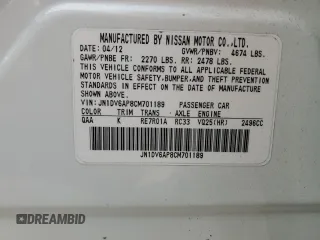 MANUFACTURED BY NISSAN MOTOR CO.,LTD.
DATE 04/12 GVWR/PNBV: 4674 LBS.
GAWR/PNBE FR: 2270 LBS. RR: 2478 LBS.
THIS VEHICLE CONFORMS TO ALL APPLICABLE FEDERAL
MOTOR VEHICLE SAFETY,BUMPER,AND THEFT PREVENTION
STANDARDS IN EFFECT ON THE DATE OF MANUFACTURE
SHOWN ABOVE.
VIN:JN1DV6AP8CM701189 PASSENGER CAR
COLOR TRIM TRANS AXLE ENGINE
QAA K RE7R01A RC33 VQ25(HR) 2496CC
JN1DV6AP8CM701189